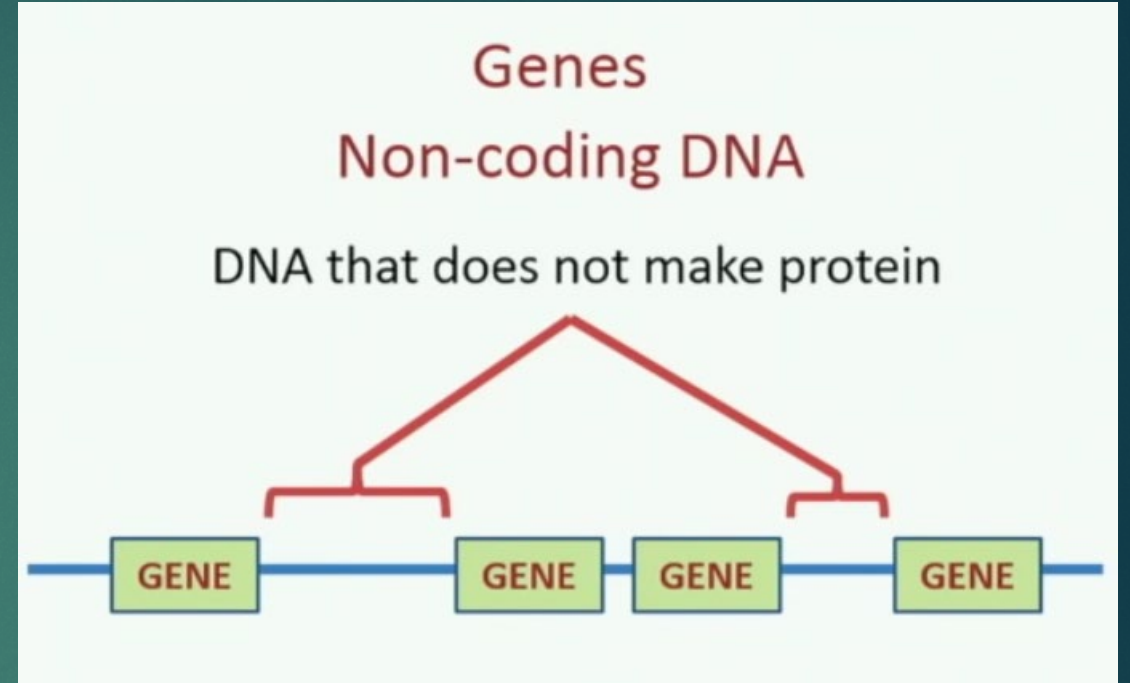 Genes
Non-coding DNA
DNA that does not make protein
GENE GENE GENE GENE